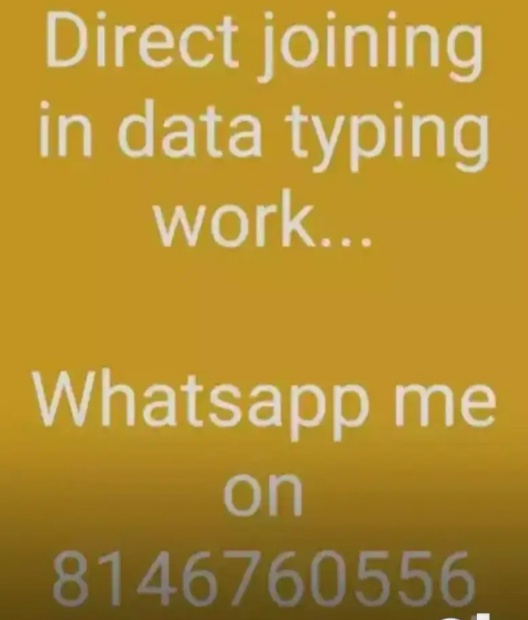 Direct joining
in data typing
work...
Whatsapp me
on
8146760556